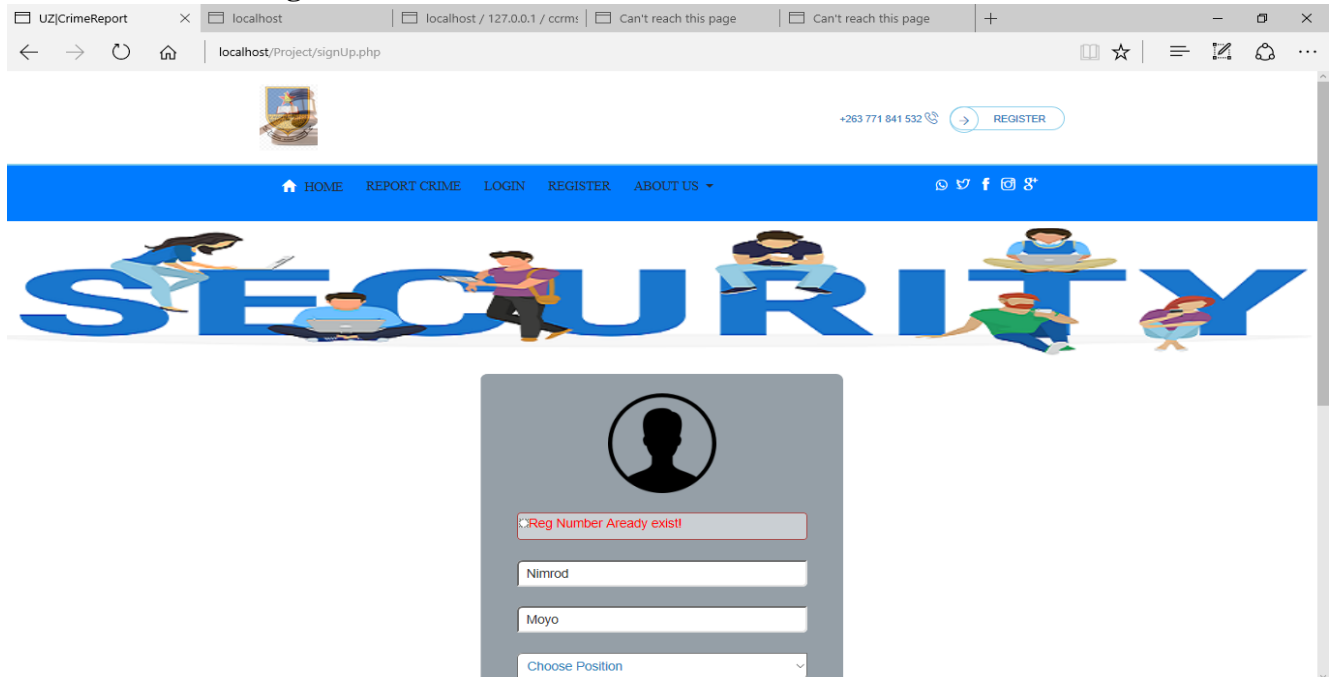 UZ|CrimeReport
localhost
localhost / 127.0.0.1 / ccrms
Can't reach this page
Can't reach this page
localhost/Project/signUp.php
+263 771 841 532
REGISTER
HOME
REPORT CRIME
LOGIN
REGISTER
ABOUT US
SECURITY
Reg Number Aready exist!
Nimrod
Moyo
Choose Position